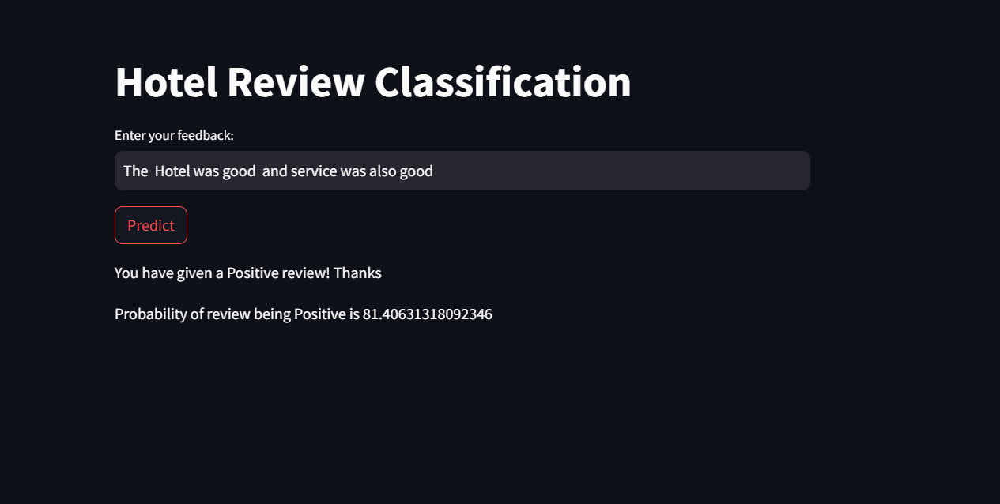 Hotel Review Classification
Enter your feedback:
The  Hotel was good  and service was also good
Predict
You have given a Positive review! Thanks
Probability of review being Positive is 81.40631318092346